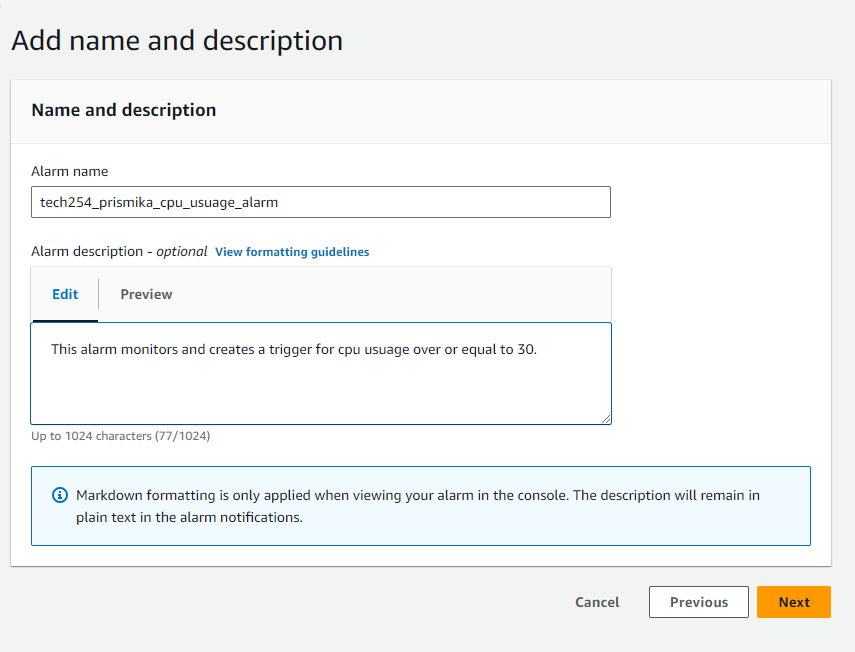 Add name and description
Name and description
Alarm name
tech254_prismika_cpu_usuage_alarm
Alarm description - optional View formatting guidelines
Edit Preview
This alarm monitors and creates a trigger for cpu usuage over or equal to 30.
Up to 1024 characters (77/1024)
Markdown formatting is only applied when viewing your alarm in the console. The description will remain in
plain text in the alarm notifications.
Cancel Previous Next